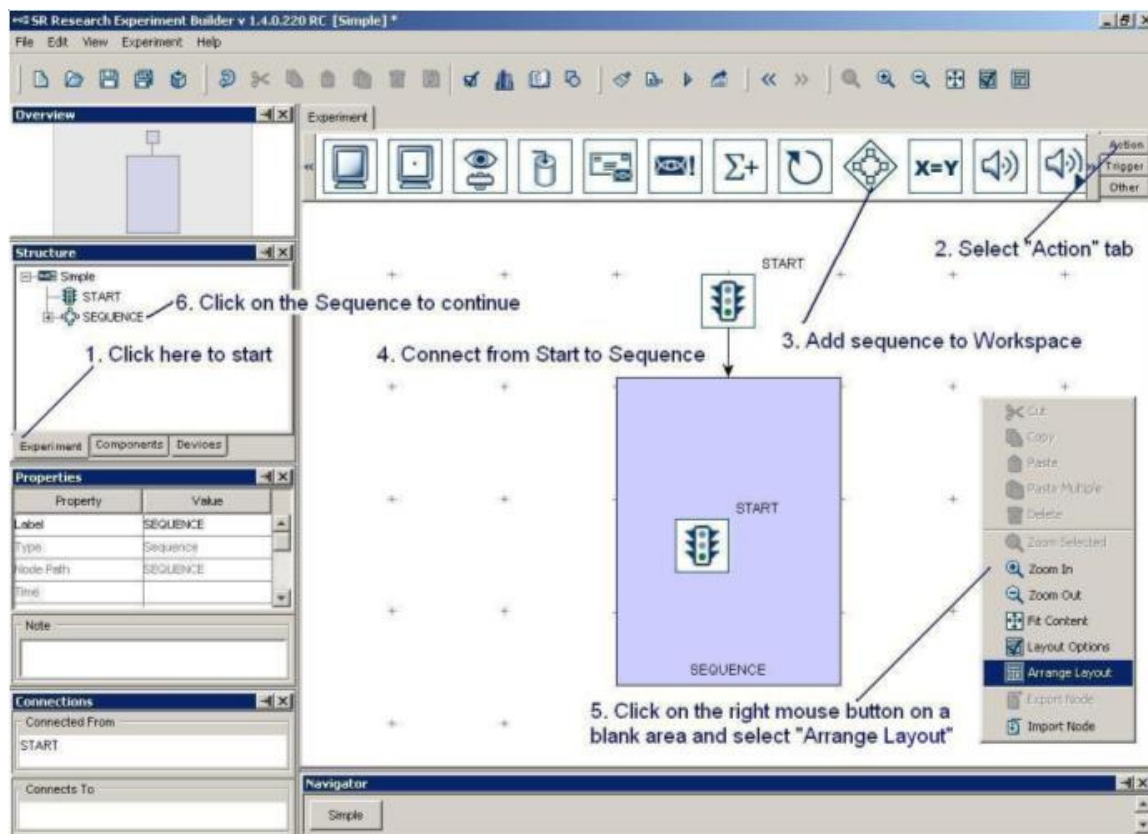 SR Research Experiment Builder v 1.4.0.220 RC [Simple] *
File Edit View Experiment Help
Overview
Experiment
Σ+
X=Y
Action
Trigger
Other
2. Select "Action" tab
Structure
Simple
START
SEQUENCE
6. Click on the Sequence to continue
1. Click here to start
START
3. Add sequence to Workspace
4. Connect from Start to Sequence
Experiment Components Devices
Properties
Property Value
Label SEQUENCE
Type Sequence
Node Path SEQUENCE
Time
Note
START
SEQUENCE
Cut
Copy
Paste
Paste Multiple
Delete
Zoom Selected
Zoom In
Zoom Out
Fit Content
Layout Options
Arrange Layout
Export Node
Import Node
5. Click on the right mouse button on a
blank area and select "Arrange Layout"
Connections
Connected From
START
Connects To
Navigator
Simple